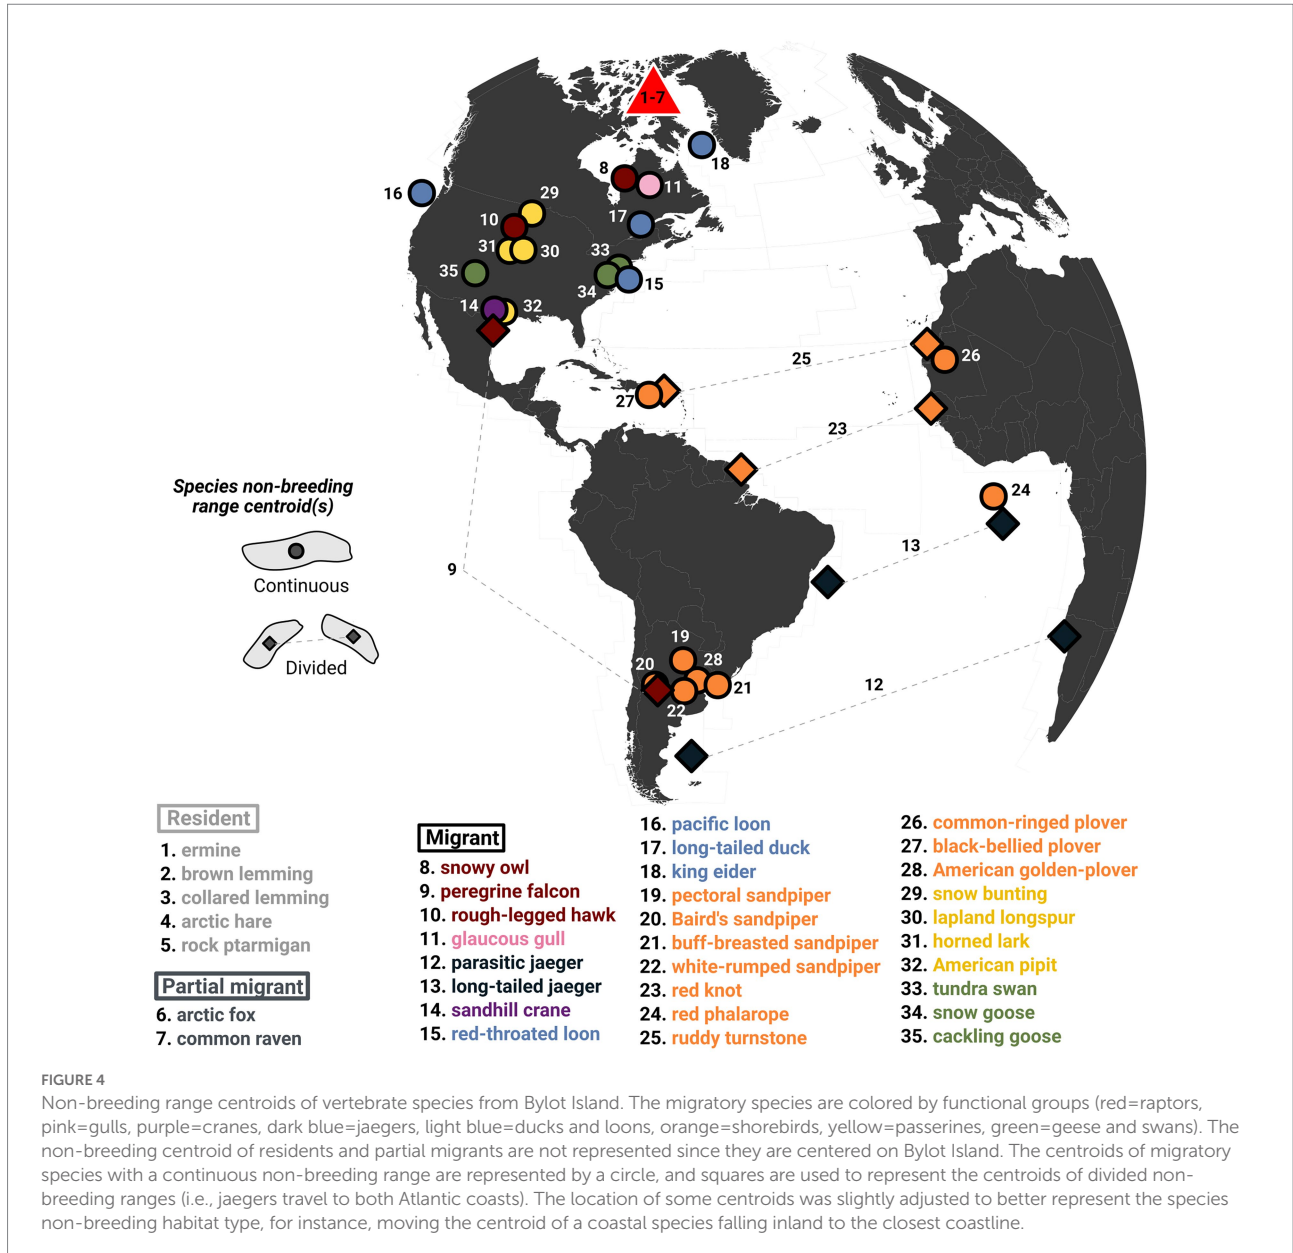 1-7
18
8
11
16
29
17
10
31
30
33
35
34
15
14
32
25
26
27
23
24
13
9
Species non-breeding
range centroid(s)
Continuous
Divided
19
20
28
21
22
12
Resident
1. ermine
2. brown lemming
3. collared lemming
4. arctic hare
5. rock ptarmigan
Partial migrant
6. arctic fox
7. common raven
Migrant
8. snowy owl
9. peregrine falcon
10. rough-legged hawk
11. glaucous gull
12. parasitic jaeger
13. long-tailed jaeger
14. sandhill crane
15. red-throated loon
16. pacific loon
17. long-tailed duck
18. king eider
19. pectoral sandpiper
20. Baird's sandpiper
21. buff-breasted sandpiper
22. white-rumped sandpiper
23. red knot
24. red phalarope
25. ruddy turnstone
26. common-ringed plover
27. black-bellied plover
28. American golden-plover
29. snow bunting
30. lapland longspur
31. horned lark
32. American pipit
33. tundra swan
34. snow goose
35. cackling goose
FIGURE 4
Non-breeding range centroids of vertebrate species from Bylot Island. The migratory species are colored by functional groups (red=raptors,
pink=gulls, purple=cranes, dark blue=jaegers, light blue=ducks and loons, orange=shorebirds, yellow=passerines, green=geese and swans). The
non-breeding centroid of residents and partial migrants are not represented since they are centered on Bylot Island. The centroids of migratory
species with a continuous non-breeding range are represented by a circle, and squares are used to represent the centroids of divided non-
breeding ranges (i.e., jaegers travel to both Atlantic coasts). The location of some centroids was slightly adjusted to better represent the species
non-breeding habitat type, for instance, moving the centroid of a coastal species falling inland to the closest coastline.